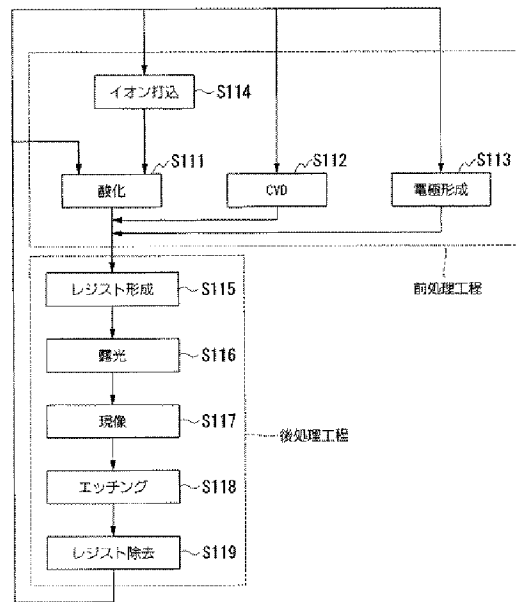 イオン打込
S114
S111
S112
S113
酸化
CVD
電極形成
前処理工程
レジスト形成
S115
露光
S116
現像
S117
後処理工程
エッチング
S118
レジスト除去
S119